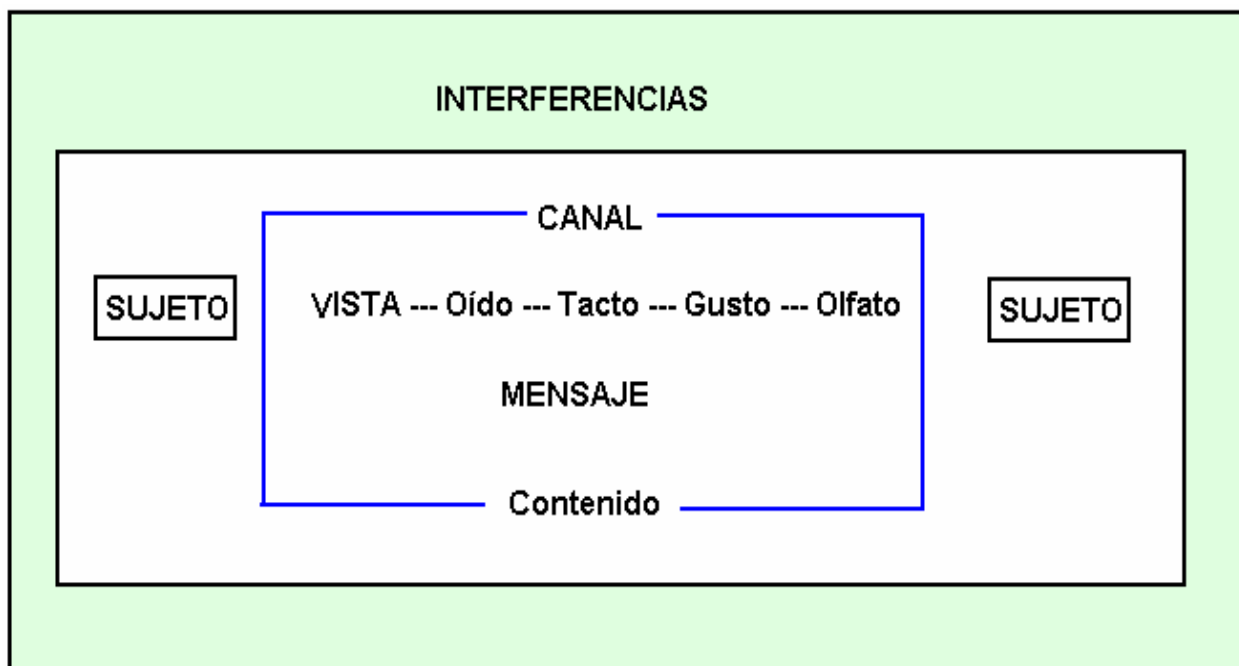 INTERFERENCIAS
CANAL
SUJETO
VISTA --- Oído --- Tacto --- Gusto --- Olfato
SUJETO
MENSAJE
Contenido